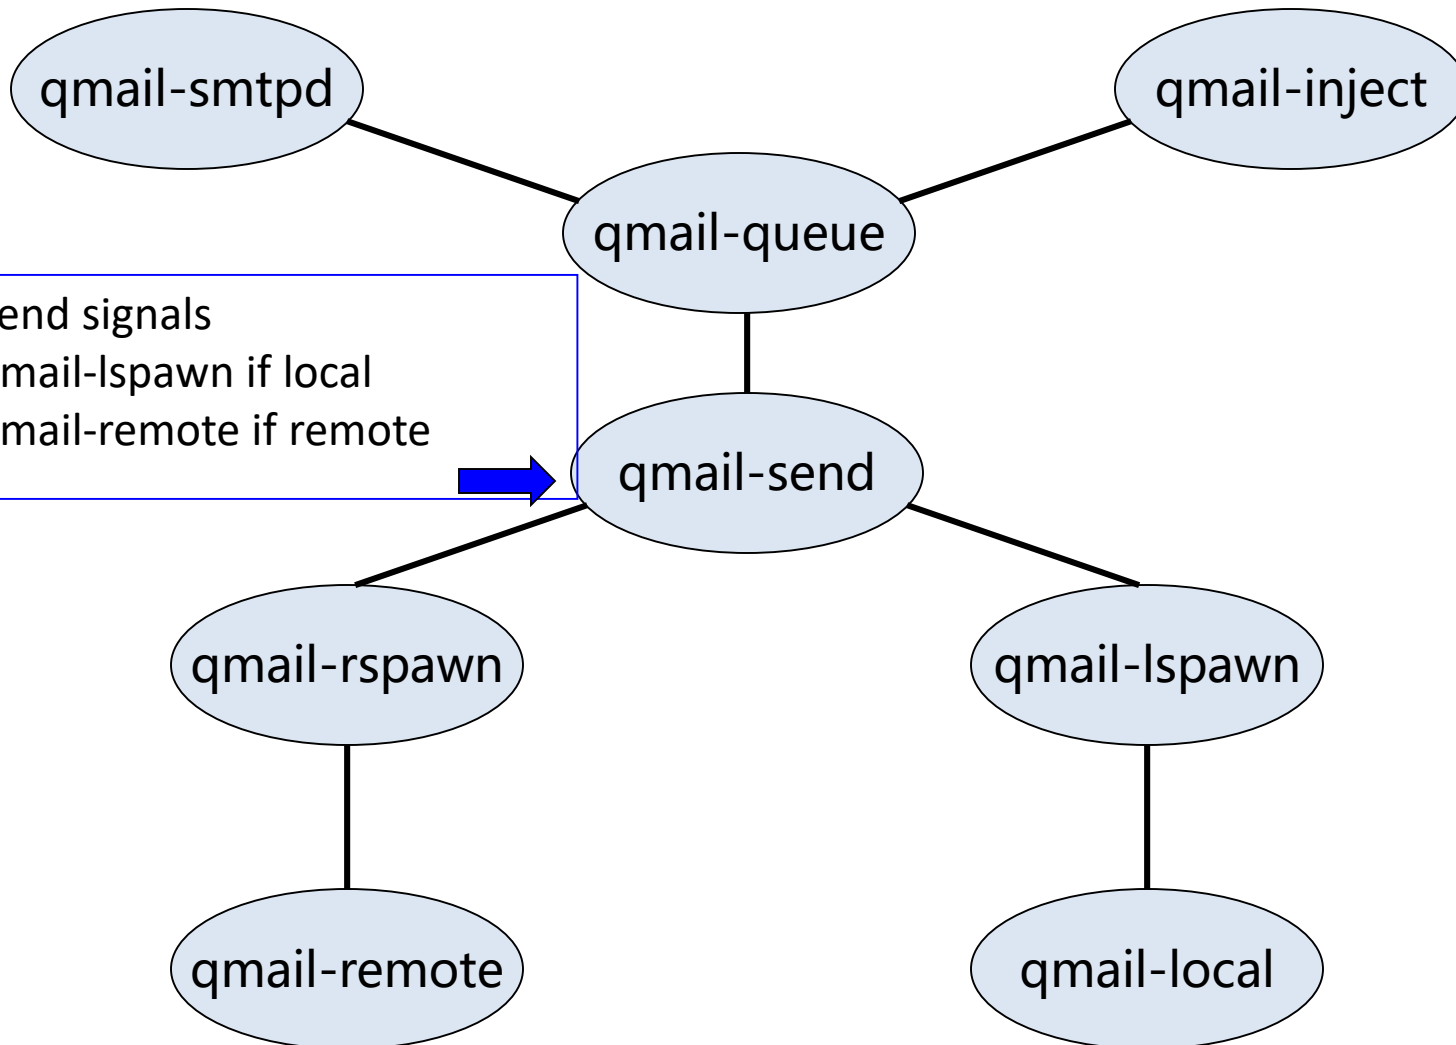 qmail-smtpd
qmail-inject
qmail-queue
end signals
mail-lspawn if local
mail-remote if remote
qmail-send
qmail-rspawn
qmail-lspawn
qmail-remote
qmail-local